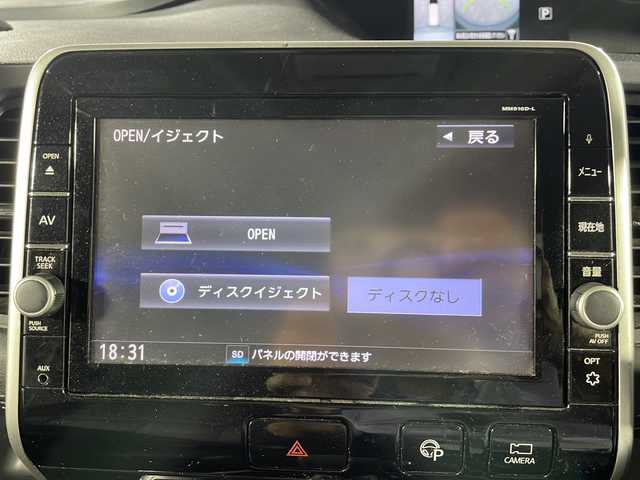 P
MM516D-L
OPEN/イジェクト
戻る
OPEN
AV
TRACK
SEEK
PUSH
SOURCE
AUX
メニュー
現在地
音量
PUSH
AV OFF
OPT
OPEN
ディスクイジェクト
ディスクなし
18:31
SD パネルの開閉ができます
P
CAMERA